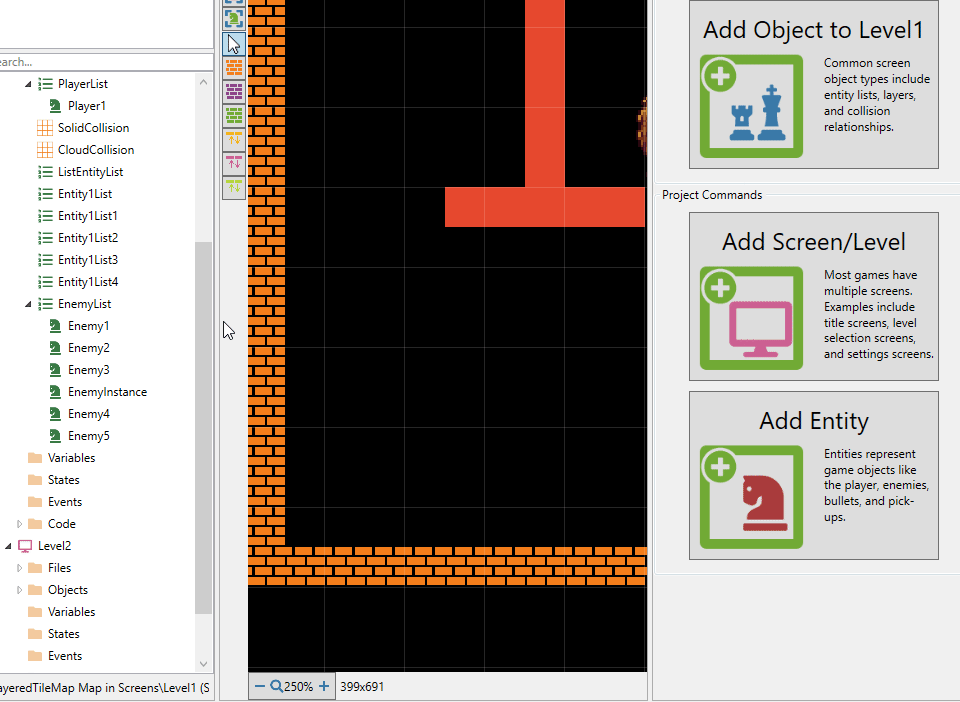 earch...
PlayerList
Player1
SolidCollision
CloudCollision
ListEntityList
Entity1List
Entity1List1
Entity1List2
Entity1List3
Entity1List4
EnemyList
Enemy1
Enemy2
Enemy3
EnemyInstance
Enemy4
Enemy5
Variables
States
Events
Code
Level2
Files
Objects
Variables
States
Events
ayeredTileMap Map in Screens\Level1 (S
250%
399x691
Add Object to Level1
Common screen
object types include
entity lists, layers,
and collision
relationships.
Project Commands
Add Screen/Level
Most games have
multiple screens.
Examples include
title screens, level
selection screens,
and settings screens.
Add Entity
Entities represent
game objects like
the player, enemies,
bullets, and pick-
ups.